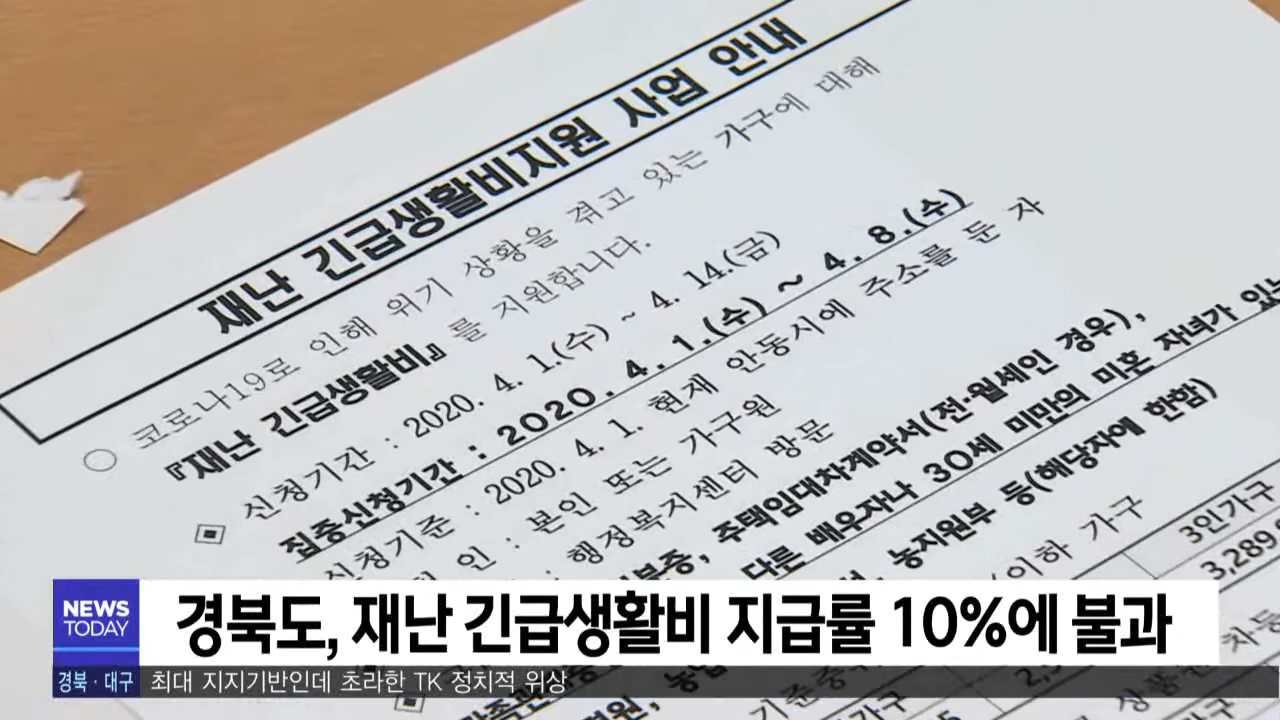 재난 긴급생활비지원 사업 안내
○ 코로나19로 인해 위기 상황을 겪고 있는 가구에 대해
『재난 긴급생활비』를 지원합니다.
▣ 신청기간 : 2020. 4. 1.(수) ~ 4. 14.(금)
집중신청기간 : 2020. 4. 1.(수) ~ 4. 8.(수)
신청기준 : 2020. 4. 1. 현재 안동시에 주소를 둔 자
인 : 본인 또는 가구원
: 행정복지센터 방문
주택임대차계약서(전·월세인 경우),
다른 배우자나 30세 미만의 미혼 자녀가
농지원부 등(해당자에 한함)
이하 가구
3인가구
3,289
NEWS
TODAY
경북도, 재난 긴급생활비 지급률 10%에 불과
경북·대구 최대 지지기반인데 초라한 TK 정치적 위상